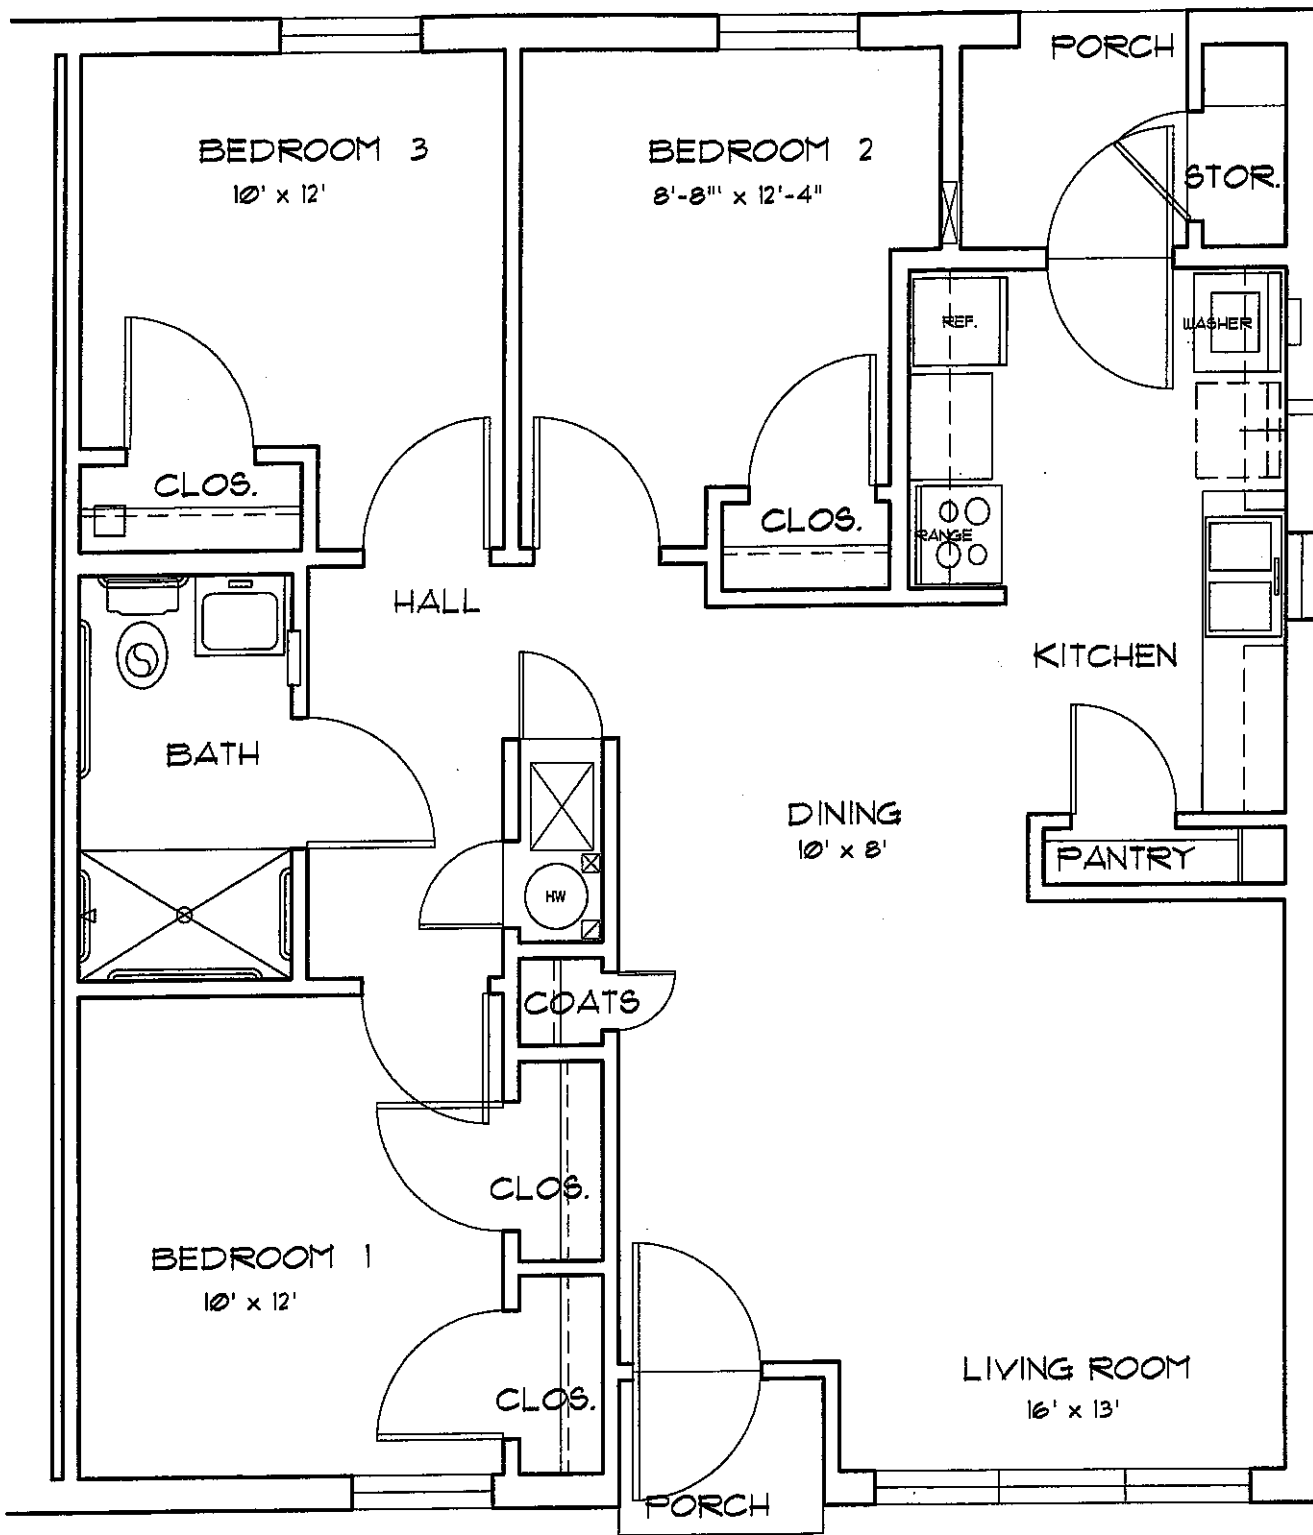 PORCH
BEDROOM 3
10' x 12'
BEDROOM 2
8'-8"' x 12'-4"
STOR.
REF.
WASHER
CLOS.
CLOS.
RANGE
HALL
KITCHEN
BATH
DINING
10' x 8'
PANTRY
HW
COATS
CLOS.
BEDROOM 1
10' x 12'
LIVING ROOM
16' x 13'
CLOS.
PORCH